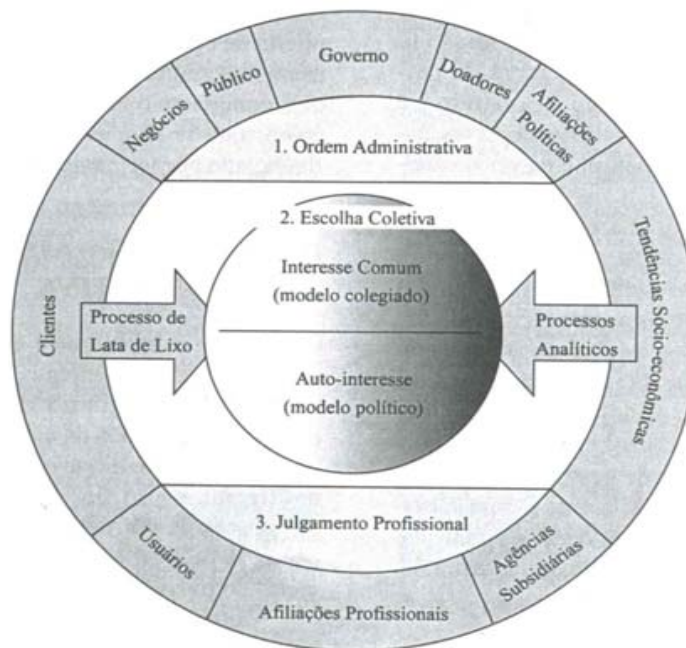 Governo
Público
Doadores
Negócios
Afiliações
Políticas
1. Ordem Administrativa
2. Escolha Coletiva
Interesse Comum
(modelo colegiado)
Clientes
Processo de
Lata de Lixo
Processos
Analíticos
Tendências Sócio-econômicas
Auto-interesse
(modelo político)
3. Julgamento Profissional
Usuários
Agências
Subsidiárias
Afiliações Profissionais